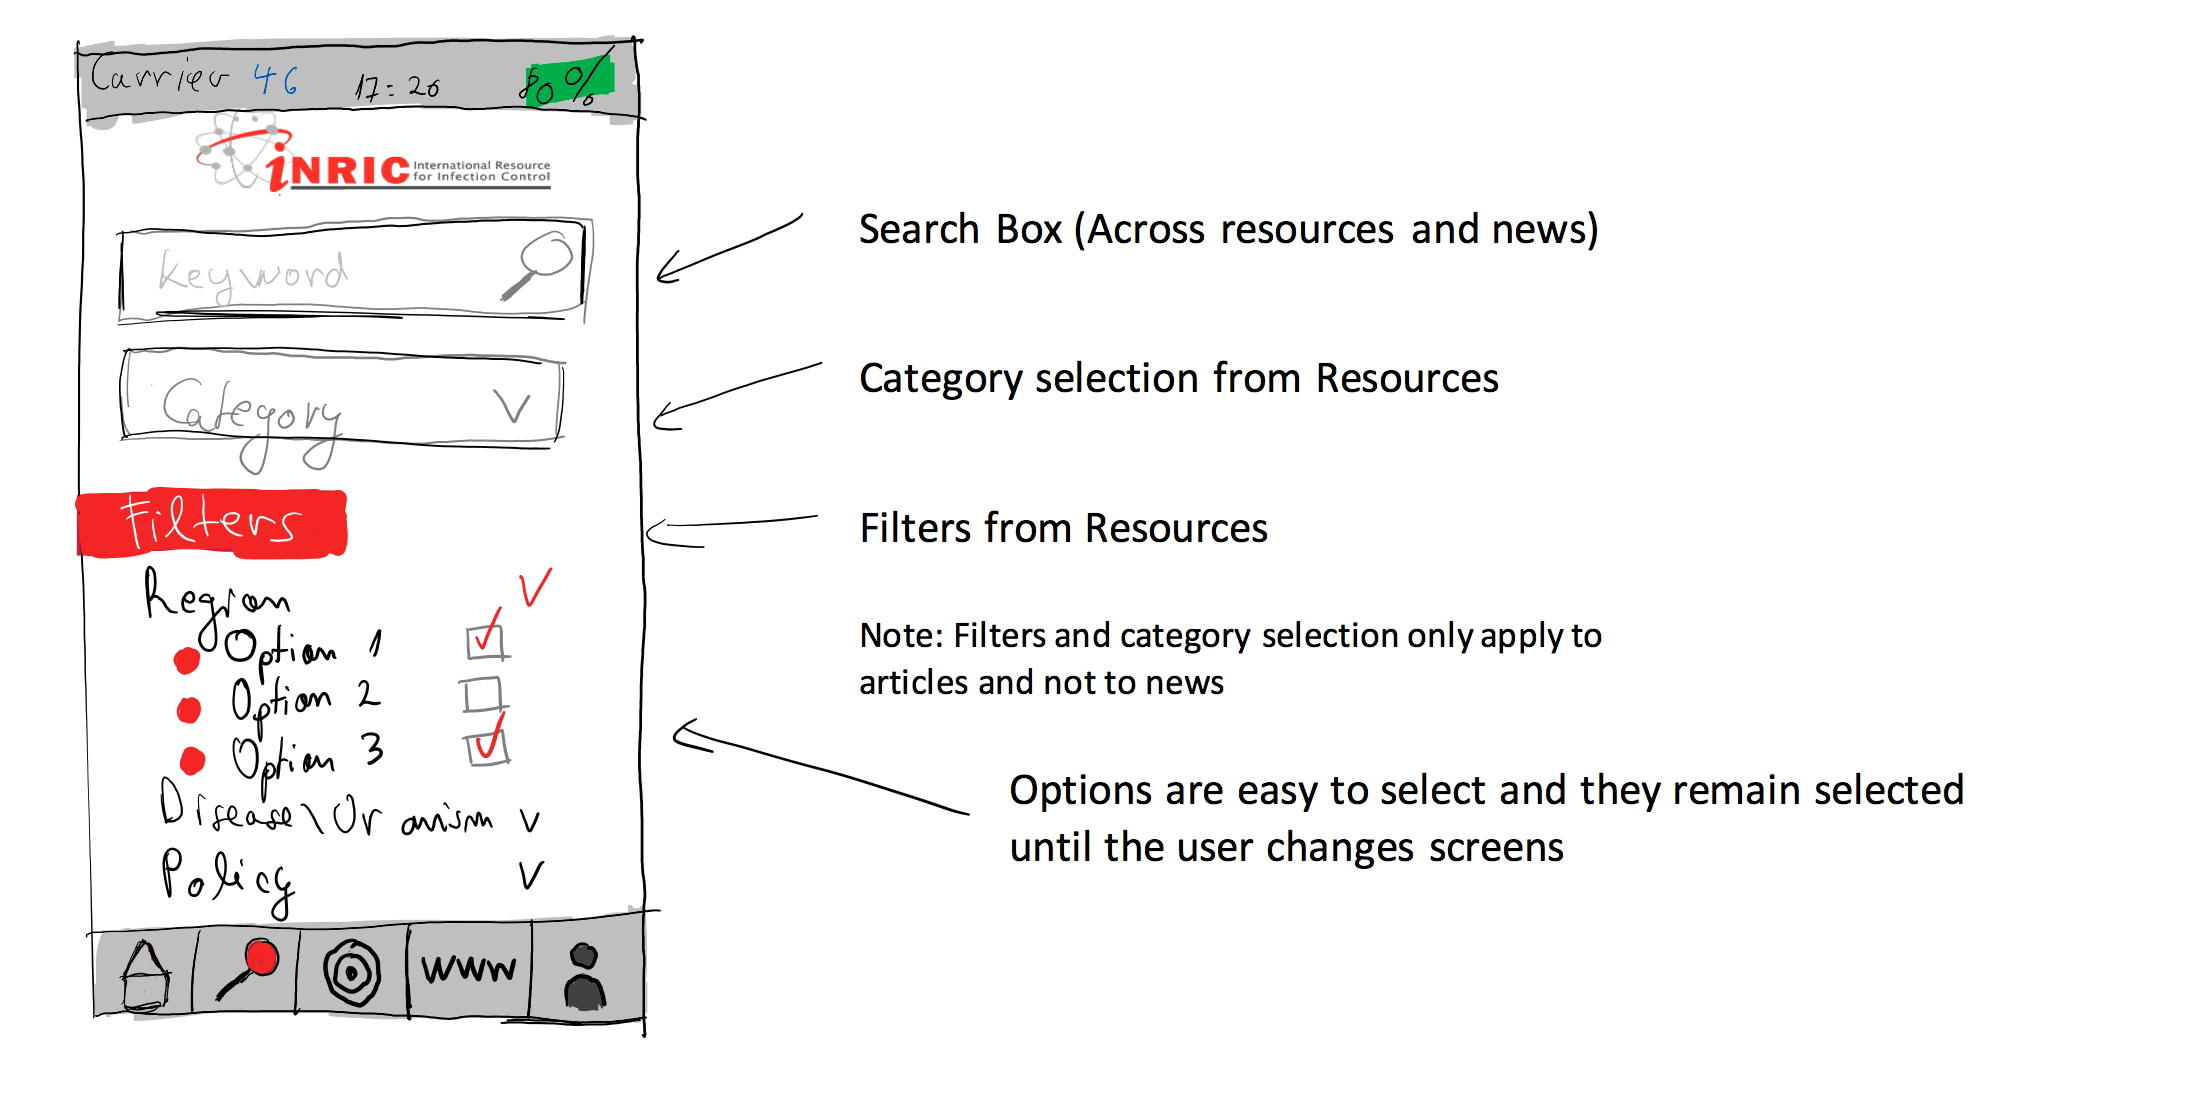 Carrier 4G 17:26 80%
iNRIC International Resource
for Infection Control
Keyword
Search Box (Across resources and news)
Category
Category selection from Resources
Filters
Filters from Resources
Region
Option 1
Option 2
Option 3
Note: Filters and category selection only apply to
articles and not to news
Disease\Or anism
Policy
Options are easy to select and they remain selected
until the user changes screens
www